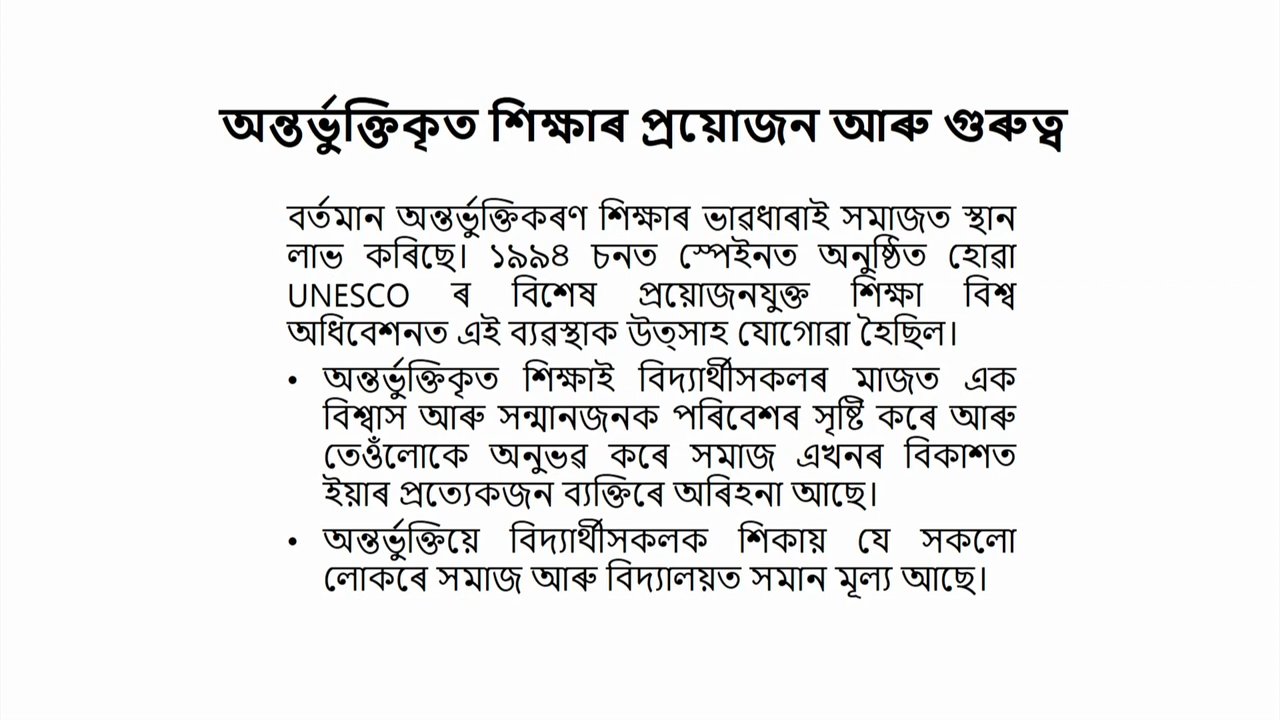 অন্তৰ্ভুক্তিকৃত শিক্ষাৰ প্ৰয়োজন আৰু গুৰুত্ব
বৰ্তমান অন্তৰ্ভুক্তিকৰণ শিক্ষাৰ ভাৱধাৰাই সমাজত স্থান
লাভ কৰিছে। ১৯৯৪ চনত স্পেইনত অনুষ্ঠিত হোৱা
UNESCO ৰ বিশেষ প্ৰয়োজনযুক্ত শিক্ষা বিশ্ব
অধিবেশনত এই ব্যৱস্থাক উত্সাহ যোগোৱা হৈছিল।
• অন্তৰ্ভুক্তিকৃত শিক্ষাই বিদ্যাৰ্থীসকলৰ মাজত এক
বিশ্বাস আৰু সন্মানজনক পৰিবেশৰ সৃষ্টি কৰে আৰু
তেওঁলোকে অনুভৱ কৰে সমাজ এখনৰ বিকাশত
ইয়াৰ প্ৰত্যেকজন ব্যক্তিৰে অৰিহনা আছে।
• অন্তৰ্ভুক্তিয়ে বিদ্যাৰ্থীসকলক শিকায় যে সকলো
লোকৰে সমাজ আৰু বিদ্যালয়ত সমান মূল্য আছে।